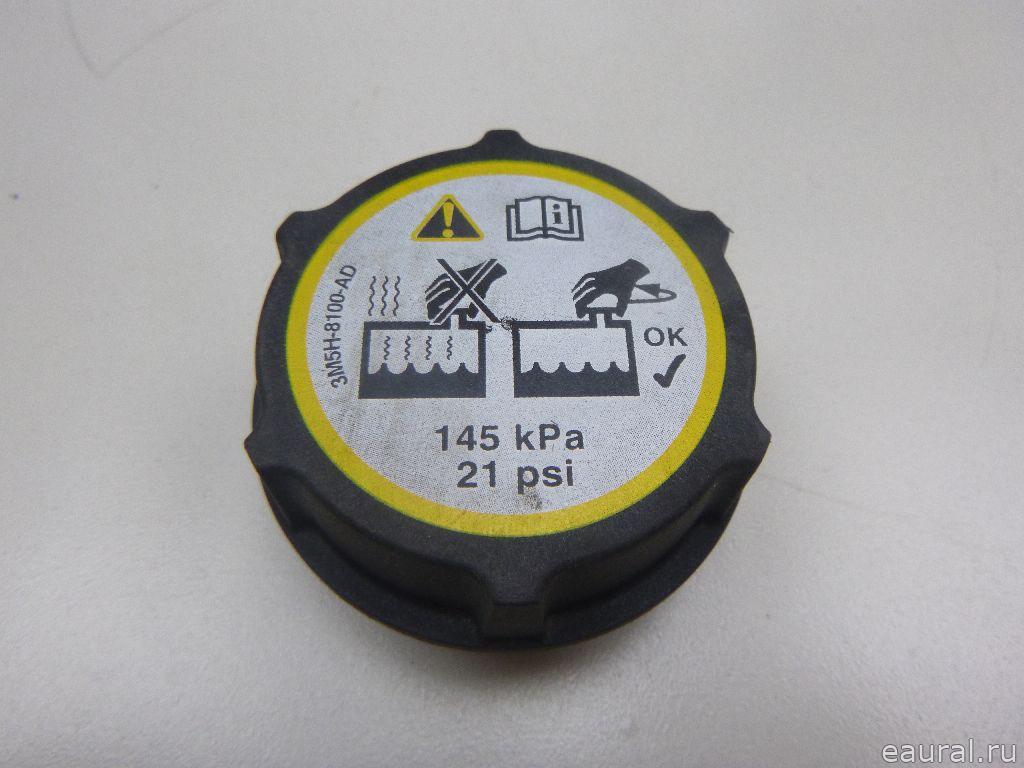 3M5H-8100-AD
OK
145 kPa
21 psi
eaural.ru